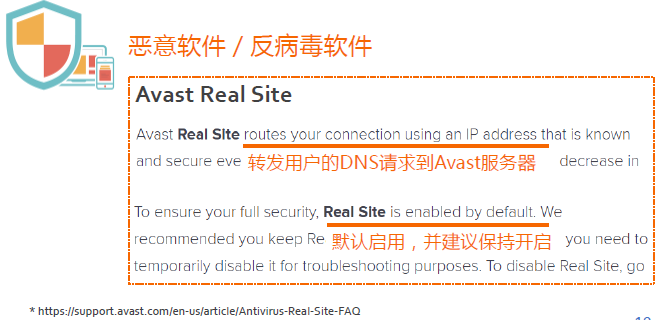 恶意软件 / 反病毒软件
Avast Real Site
Avast Real Site routes your connection using an IP address that is known
and secure eve 转发用户的DNS请求到Avast服务器 decrease in
To ensure your full security, Real Site is enabled by default. We
recommended you keep Re 默认启用，并建议保持开启 you need to
temporarily disable it for troubleshooting purposes. To disable Real Site, go
* https://support.avast.com/en-us/article/Antivirus-Real-Site-FAQ